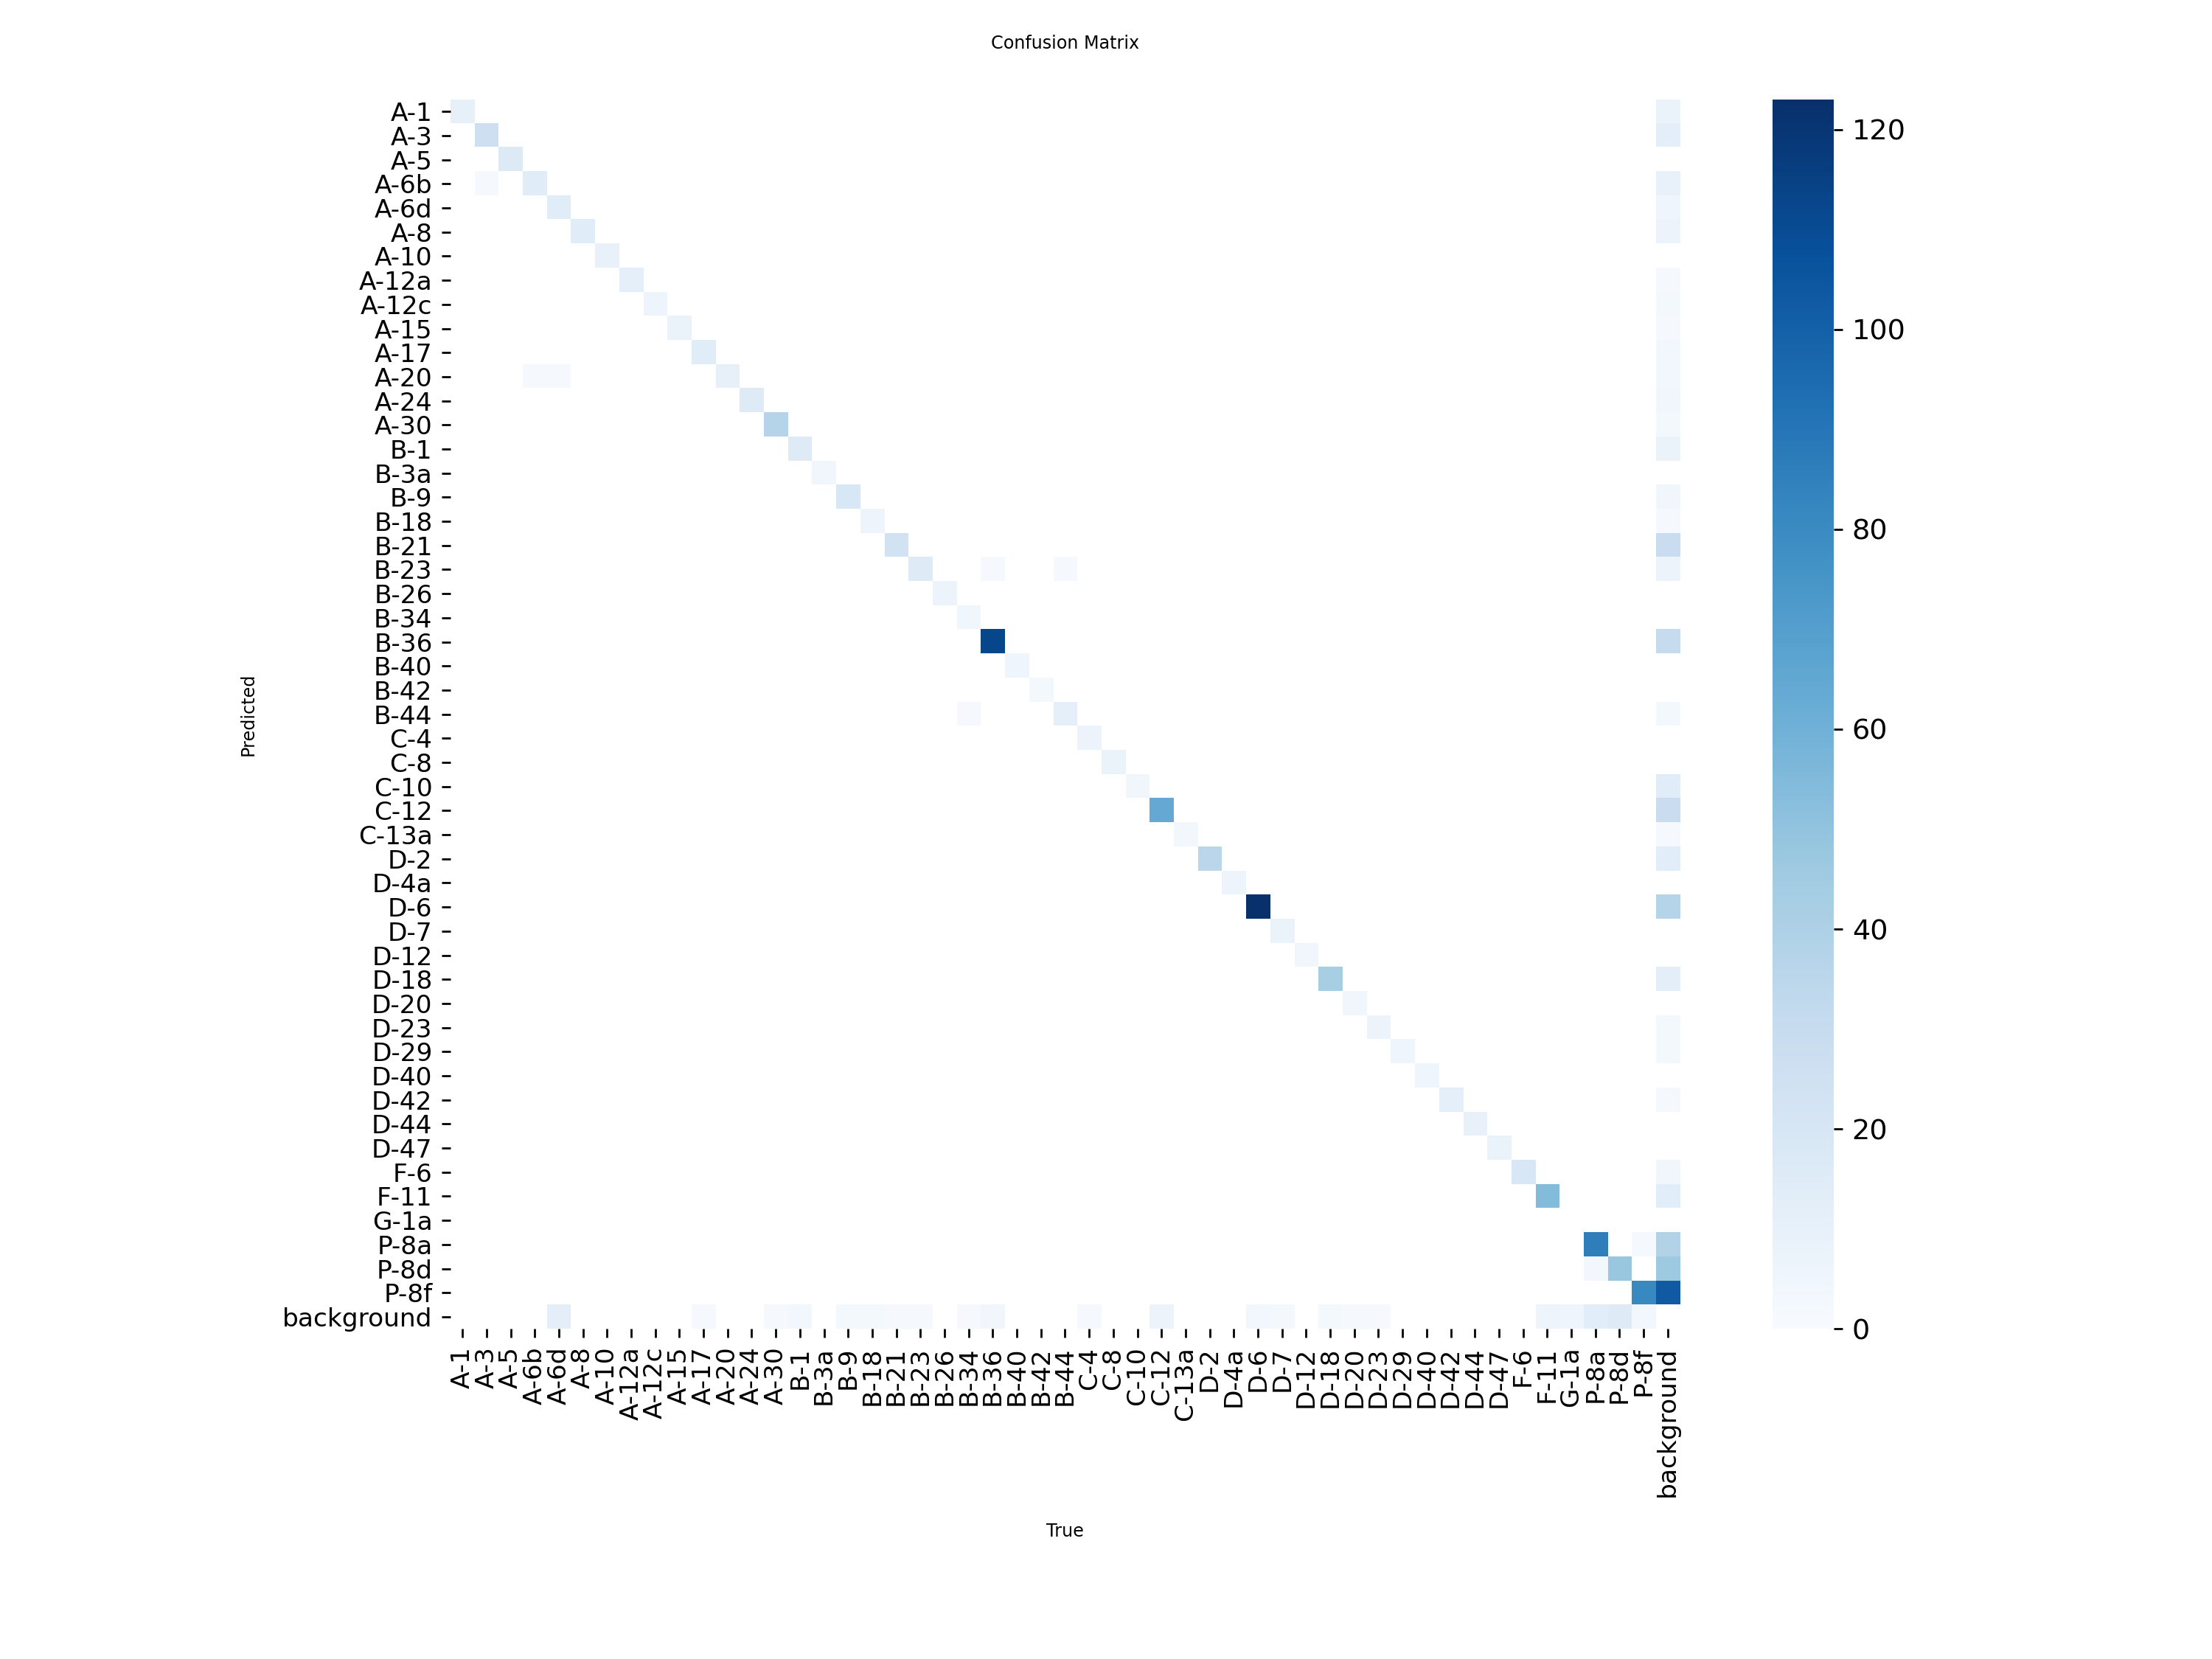 Confusion Matrix
A-1
A-3
A-5
A-6b
A-6d
A-8
A-10
A-12a
A-12c
A-15
A-17
A-20
A-24
A-30
B-1
B-3a
B-9
B-18
B-21
B-23
B-26
B-34
B-36
B-40
B-42
B-44
C-4
C-8
C-10
C-12
C-13a
D-2
D-4a
D-6
D-7
D-12
D-18
D-20
D-23
D-29
D-40
D-42
D-44
D-47
F-6
F-11
G-1a
P-8a
P-8d
P-8f
background
Predicted
A-1
A-3
A-5
A-6b
A-6d
A-8
A-10
A-12a
A-12c
A-15
A-17
A-20
A-24
A-30
B-1
B-3a
B-9
B-18
B-21
B-23
B-26
B-34
B-36
B-40
B-42
B-44
C-4
C-8
C-10
C-12
C-13a
D-2
D-4a
D-6
D-7
D-12
D-18
D-20
D-23
D-29
D-40
D-42
D-44
D-47
F-6
F-11
G-1a
P-8a
P-8d
P-8f
background
True
120
100
80
60
40
20
0